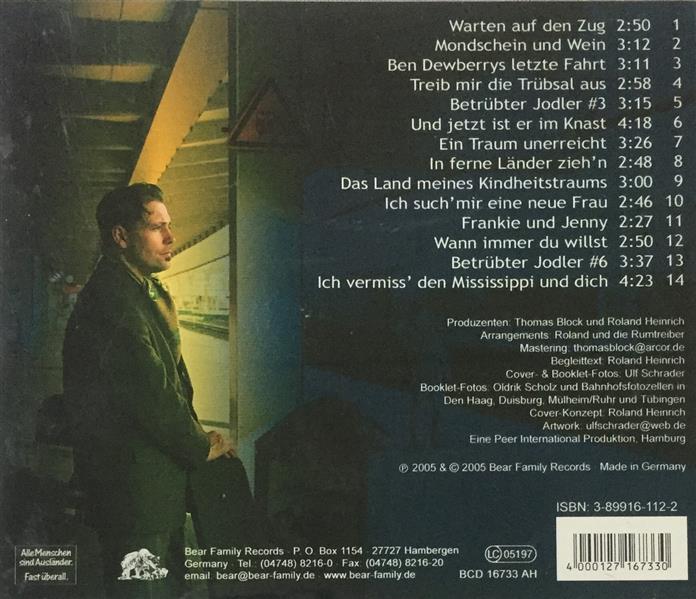 Warten auf den Zug 2:50 1
Mondschein und Wein 3:12 2
Ben Dewberrys letzte Fahrt 3:11 3
Treib mir die Trübsal aus 2:58 4
Betrübter Jodler #3 3:15 5
Und jetzt ist er im Knast 4:18 6
Ein Traum unerreicht 3:26 7
In ferne Länder zieh'n 2:48 8
Das Land meines Kindheitstraums 3:00 9
Ich such'mir eine neue Frau 2:46 10
Frankie und Jenny 2:27 11
Wann immer du willst 2:50 12
Betrübter Jodler #6 3:37 13
Ich vermiss' den Mississippi und dich 4:23 14
Produzenten: Thomas Block und Roland Heinrich
Arrangements: Roland und die Rumtreiber
Mastering: thomasblock@arcor.de
Begleittext: Roland Heinrich
Cover- & Booklet-Fotos: Ulf Schrader
Booklet-Fotos: Oldrik Scholz und Bahnhofsfotozellen in
Den Haag, Duisburg, Mülheim/Ruhr und Tübingen
Cover-Konzept: Roland Heinrich
Artwork: ulfschrader@web.de
Eine Peer International Produktion, Hamburg
℗ 2005 & © 2005 Bear Family Records · Made in Germany
ISBN: 3-89916-112-2
Alle Menschen
sind Ausländer.
Fast überall.
Bear Family Records · P. O. Box 1154 · 27727 Hambergen
Germany · Tel.: (04748) 8216-0 · Fax: (04748) 8216-20
email: bear@bear-family.de · www.bear-family.de
LC 05197
BCD 16733 AH
4 000127 167330